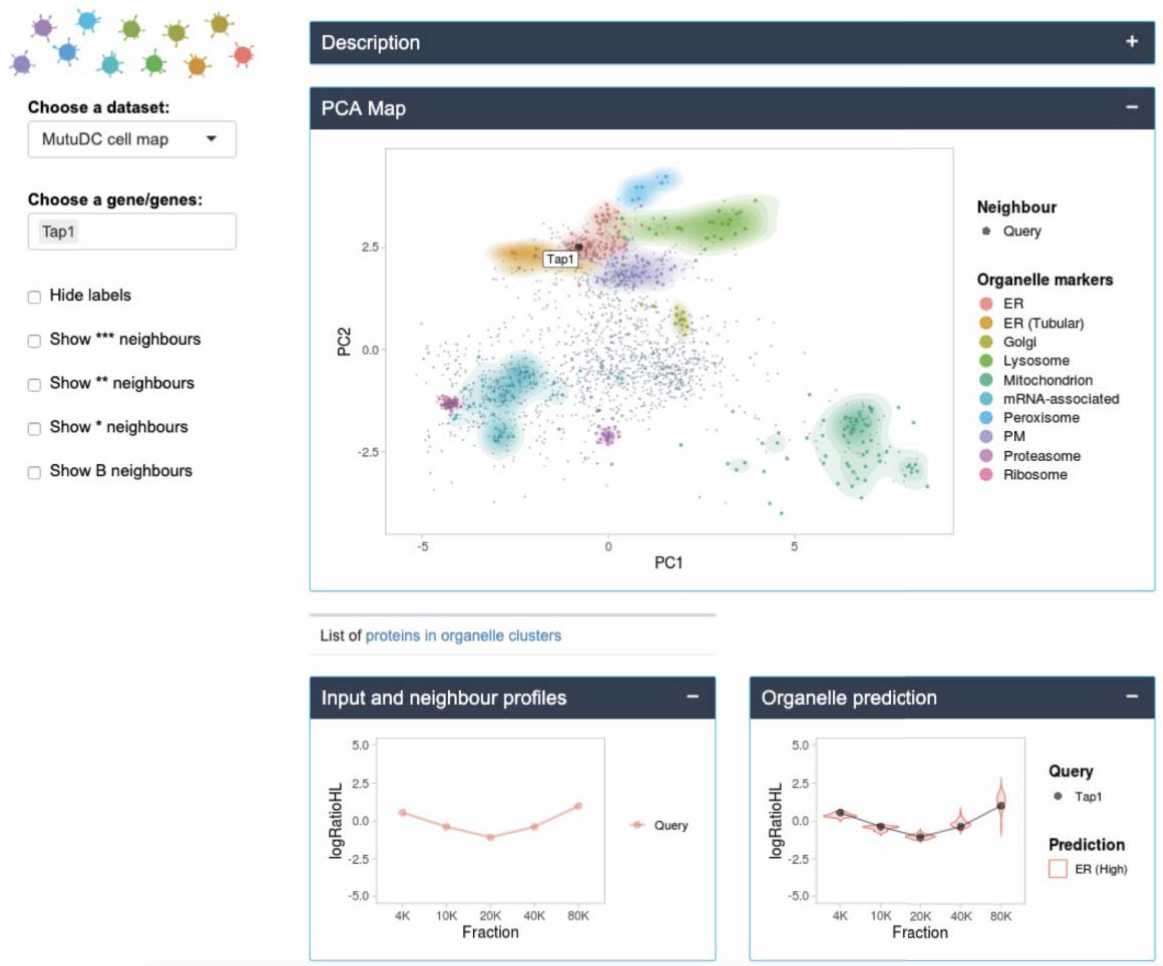 Description +
Choose a dataset:
MutuDC cell map
Choose a gene/genes:
Tap1
Hide labels
Show *** neighbours
Show ** neighbours
Show * neighbours
Show B neighbours
PCA Map −
PC2
2.5
0.0
-2.5
Tap1
-5 0 5
PC1
Neighbour
Query
Organelle markers
ER
ER (Tubular)
Golgi
Lysosome
Mitochondrion
mRNA-associated
Peroxisome
PM
Proteasome
Ribosome
List of proteins in organelle clusters
Input and neighbour profiles −
logRatioHL
5.0
2.5
0.0
-2.5
-5.0
4K 10K 20K 40K 80K
Fraction
Query
Organelle prediction −
logRatioHL
5.0
2.5
0.0
-2.5
-5.0
4K 10K 20K 40K 80K
Fraction
Query
Tap1
Prediction
ER (High)